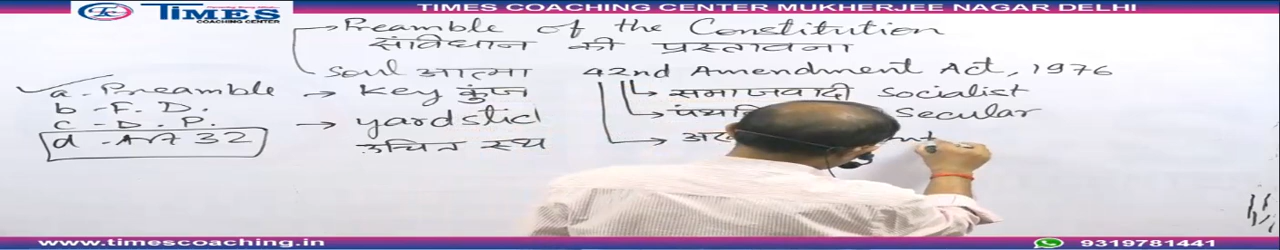 TIMES COACHING CENTER MUKHERJEE NAGAR DELHI
TIMES
COACHING CENTER
Preamble of the Constitution
संविधान की प्रस्तावना
Soul आत्मा 42nd Amendment Act, 1976
a. Preamble → Key कुंज → समाजवादी Socialist
b - F. D. Secular
c - D. P. → yardstic
d - Art 32 उचित स्थ
www.timescoaching.in 9319781441